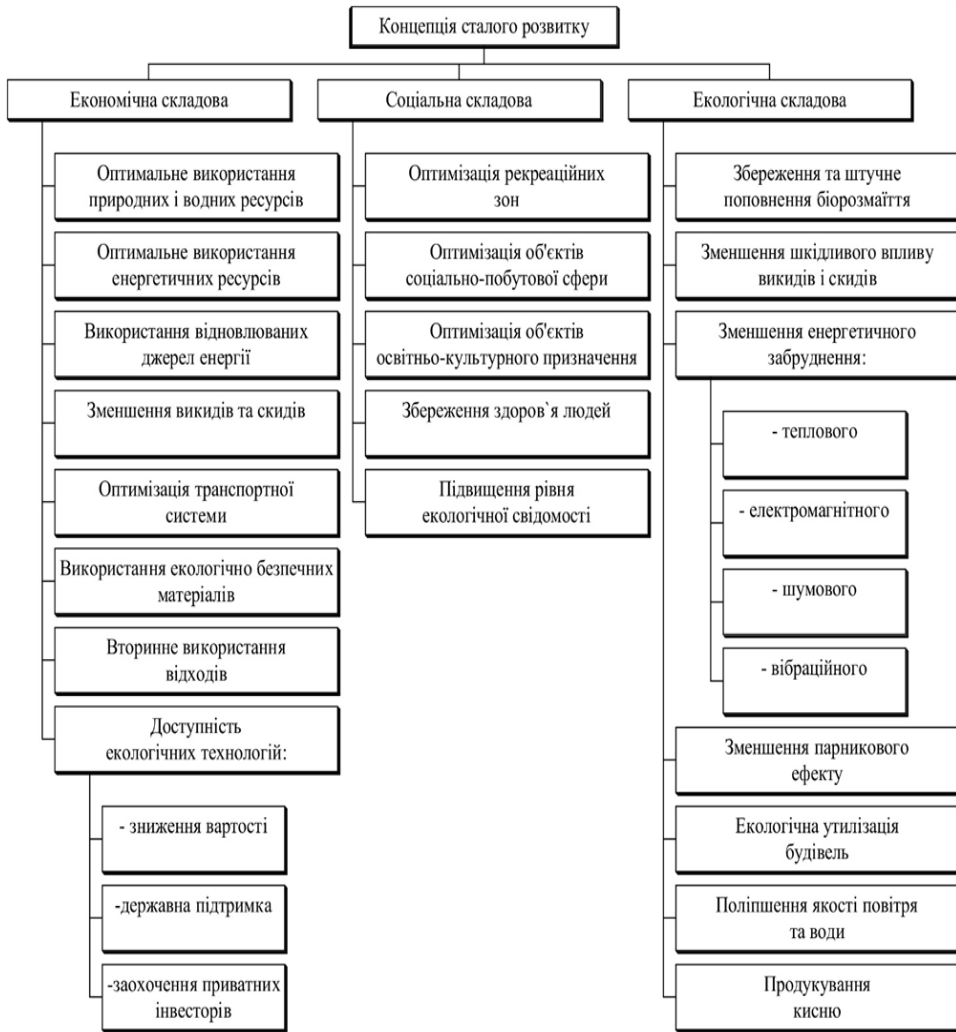 Концепція сталого розвитку
Економічна складова
Оптимальне використання
природних і водних ресурсів
Оптимальне використання
енергетичних ресурсів
Використання відновлюваних
джерел енергії
Зменшення викидів та скидів
Оптимізація транспортної
системи
Використання екологічно безпечних
матеріалів
Вторинне використання
відходів
Доступність
екологічних технологій:
- зниження вартості
-державна підтримка
-заохочення приватних
інвесторів
Соціальна складова
Оптимізація рекреаційних
зон
Оптимізація об'єктів
соціально-побутової сфери
Оптимізація об'єктів
освітньо-культурного призначення
Збереження здоров`я людей
Підвищення рівня
екологічної свідомості
Екологічна складова
Збереження та штучне
поповнення біорозмаїття
Зменшення шкідливого впливу
викидів і скидів
Зменшення енергетичного
забруднення:
- теплового
- електромагнітного
- шумового
- вібраційного
Зменшення парникового
ефекту
Екологічна утилізація
будівель
Поліпшення якості повітря
та води
Продукування
кисню